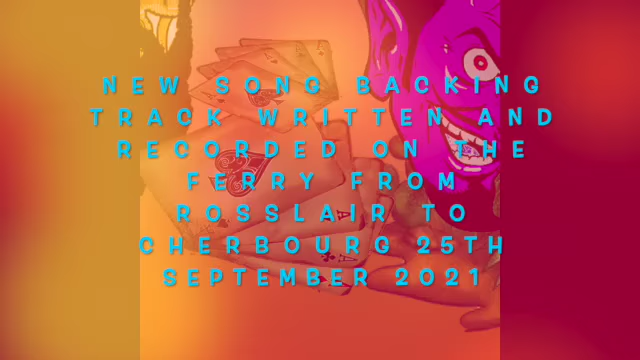 NEW SONG BACKING
TRACK WRITTEN AND
RECORDED ON THE
FERRY FROM
ROSSLAIR TO
CHERBOURG 25TH
SEPTEMBER 2021